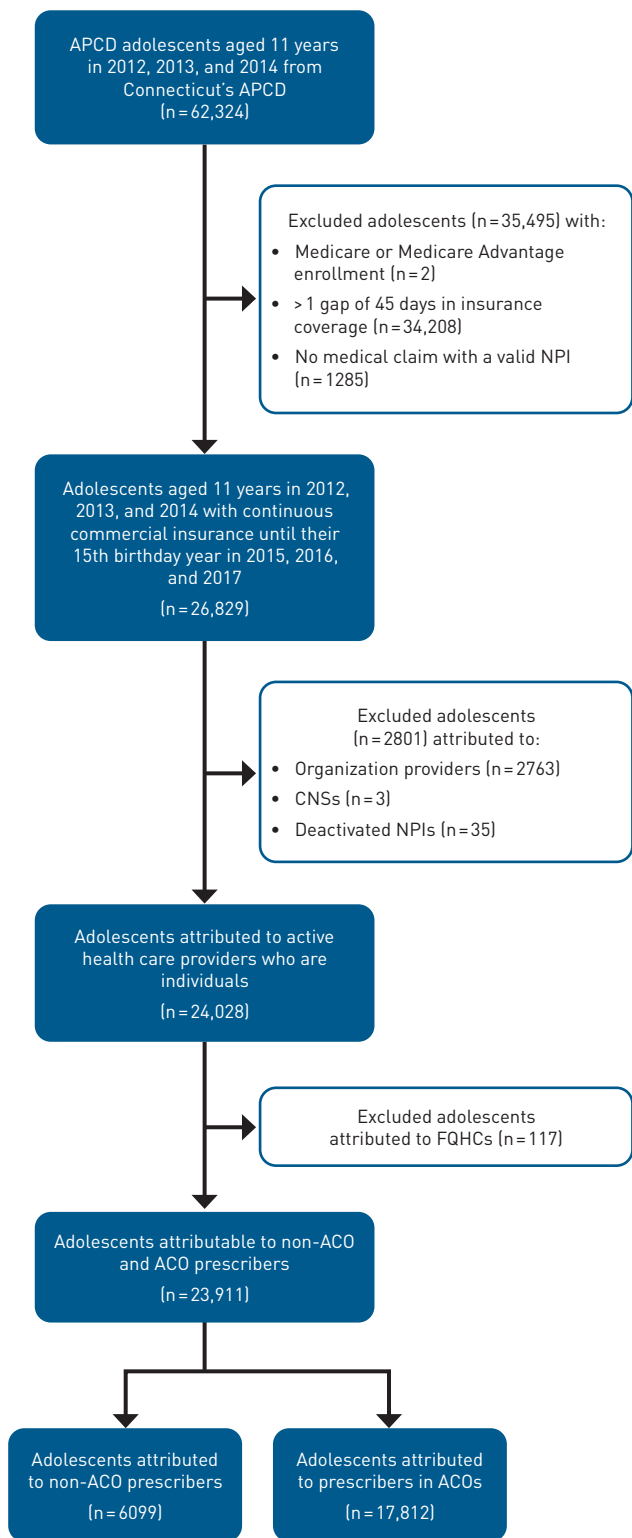 APCD adolescents aged 11 years
in 2012, 2013, and 2014 from
Connecticut's APCD
(n=62,324)
Excluded adolescents (n=35,495) with:
• Medicare or Medicare Advantage
enrollment (n=2)
• >1 gap of 45 days in insurance
coverage (n=34,208)
• No medical claim with a valid NPI
(n=1285)
Adolescents aged 11 years in 2012,
2013, and 2014 with continuous
commercial insurance until their
15th birthday year in 2015, 2016,
and 2017
(n=26,829)
Excluded adolescents
(n=2801) attributed to:
• Organization providers (n=2763)
• CNSs (n=3)
• Deactivated NPIs (n=35)
Adolescents attributed to active
health care providers who are
individuals
(n=24,028)
Excluded adolescents
attributed to FQHCs (n=117)
Adolescents attributable to non-ACO
and ACO prescribers
(n=23,911)
Adolescents attributed
to non-ACO prescribers
(n=6099)
Adolescents attributed
to prescribers in ACOs
(n=17,812)